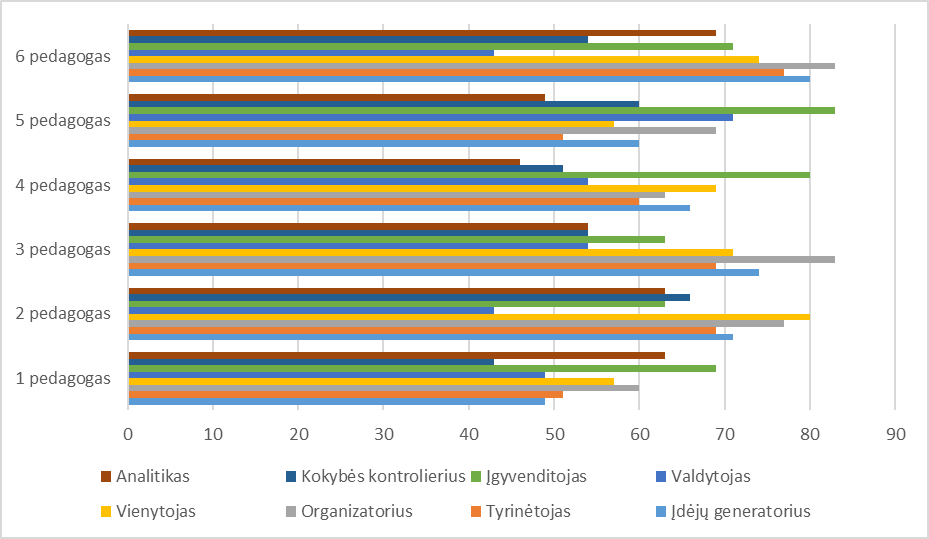 6 pedagogas
5 pedagogas
4 pedagogas
3 pedagogas
2 pedagogas
1 pedagogas
0 10 20 30 40 50 60 70 80 90
Analitikas Kokybės kontrolierius Įgyvenditojas Valdytojas
Vienytojas Organizatorius Tyrinėtojas Įdėjų generatorius